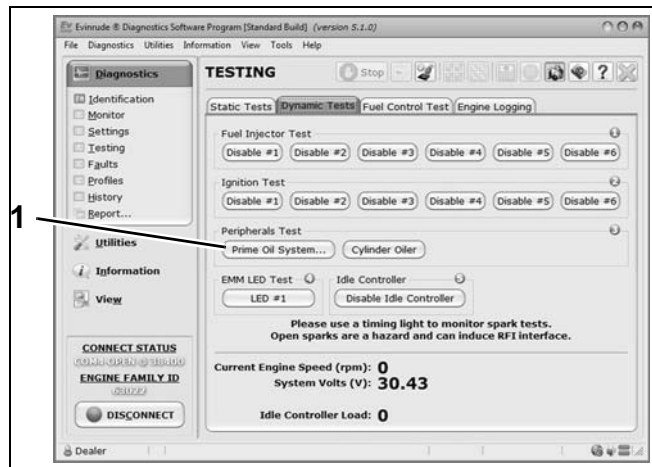 Evinrude ® Diagnostics Software Program [Standard Build] (version 5.1.0)
File Diagnostics Utilities Information View Tools Help
Diagnostics
Identification
Monitor
Settings
Testing
Faults
Profiles
History
Report...
Utilities
Information
View
CONNECT STATUS
COM4-OPEN @ 38400
ENGINE FAMILY ID
DISCONNECT
TESTING
Stop
?
Static Tests Dynamic Tests Fuel Control Test Engine Logging
Fuel Injector Test
Disable #1 Disable #2 Disable #3 Disable #4 Disable #5 Disable #6
Ignition Test
Disable #1 Disable #2 Disable #3 Disable #4 Disable #5 Disable #6
1
Peripherals Test
Prime Oil System... Cylinder Oiler
EMM LED Test Idle Controller
LED #1 Disable Idle Controller
Please use a timing light to monitor spark tests.
Open sparks are a hazard and can induce RFI interface.
Current Engine Speed (rpm): 0
System Volts (V): 30.43
Idle Controller Load: 0
Dealer